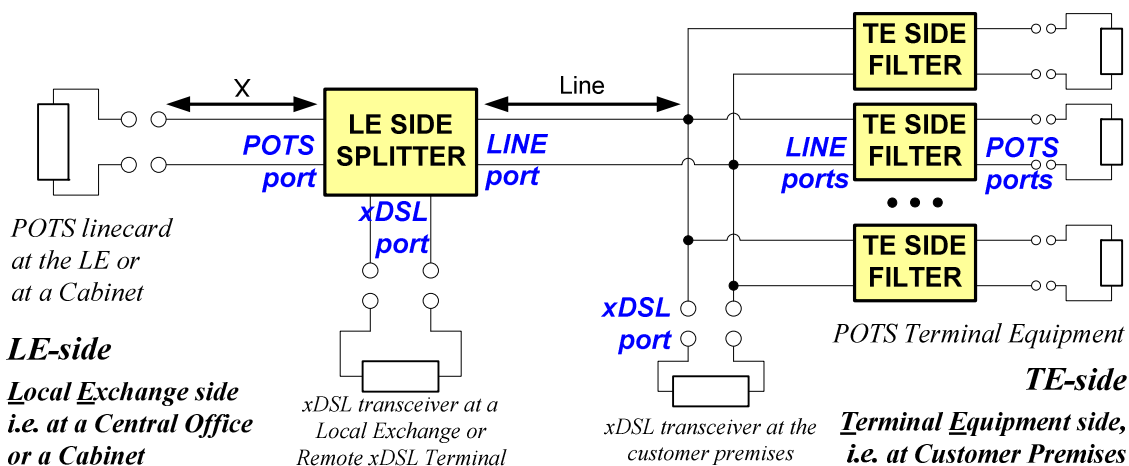 TE SIDE
FILTER
X
Line
LE SIDE
SPLITTER
POTS
port
LINE
port
LINE
ports
TE SIDE
FILTER
POTS
ports
xDSL
port
POTS linecard
at the LE or
at a Cabinet
TE SIDE
FILTER
xDSL
port
POTS Terminal Equipment
LE-side
Local Exchange side
i.e. at a Central Office
or a Cabinet
xDSL transceiver at a
Local Exchange or
Remote xDSL Terminal
xDSL transceiver at the
customer premises
TE-side
Terminal Equipment side,
i.e. at Customer Premises